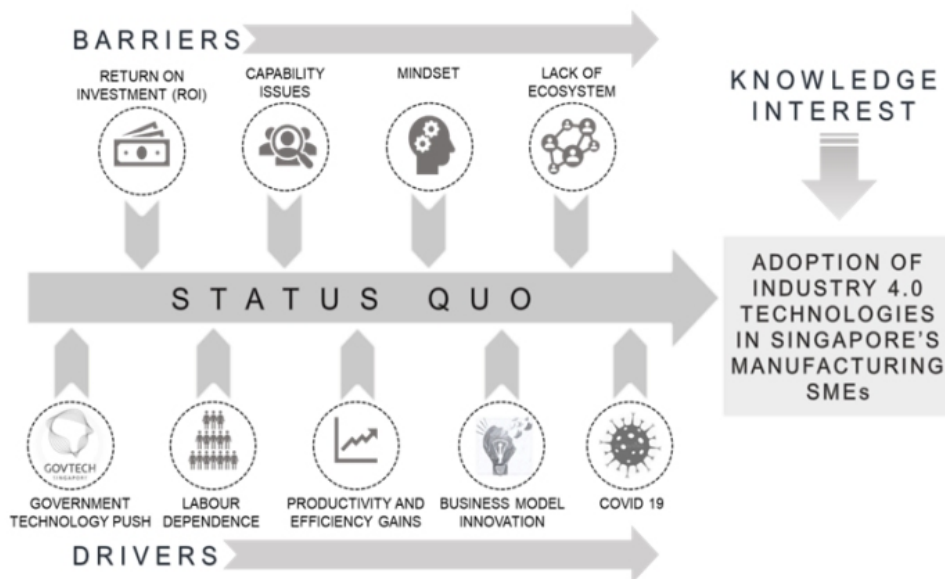 BARRIERS
RETURN ON
INVESTMENT (ROI)
CAPABILITY
ISSUES
MINDSET
LACK OF
ECOSYSTEM
KNOWLEDGE
INTEREST
STATUS QUO
ADOPTION OF
INDUSTRY 4.0
TECHNOLOGIES
IN SINGAPORE'S
MANUFACTURING
SMEs
GOVTECH
SINGAPORE
GOVERNMENT
TECHNOLOGY PUSH
LABOUR
DEPENDENCE
PRODUCTIVITY AND
EFFICIENCY GAINS
BUSINESS MODEL
INNOVATION
COVID 19
DRIVERS